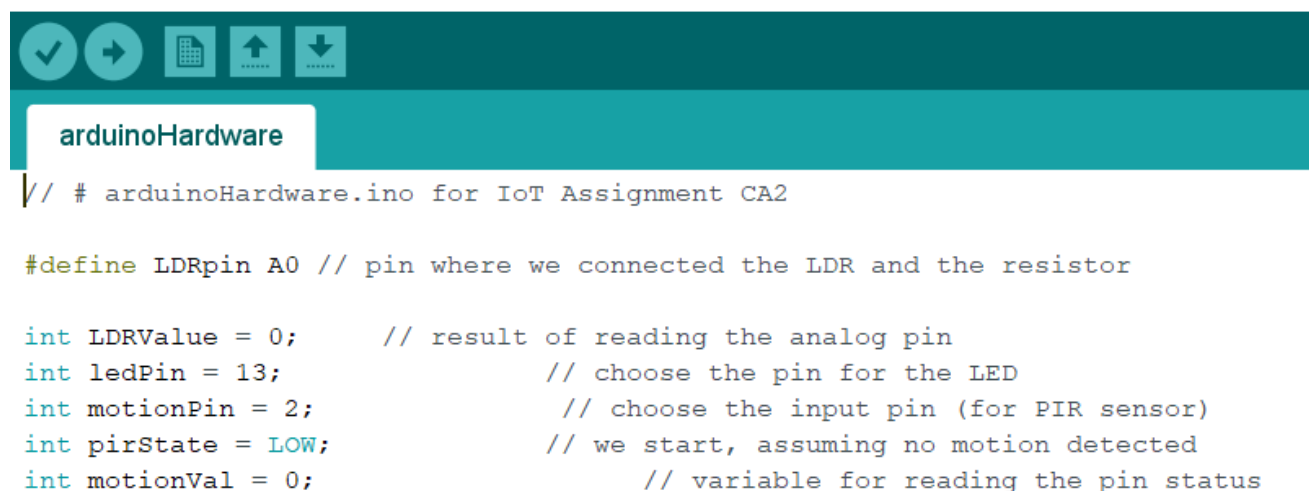 arduinoHardware
// # arduinoHardware.ino for IoT Assignment CA2
#define LDRpin A0 // pin where we connected the LDR and the resistor
int LDRValue = 0;     // result of reading the analog pin
int ledPin = 13;                // choose the pin for the LED
int motionPin = 2;               // choose the input pin (for PIR sensor)
int pirState = LOW;             // we start, assuming no motion detected
int motionVal = 0;                    // variable for reading the pin status